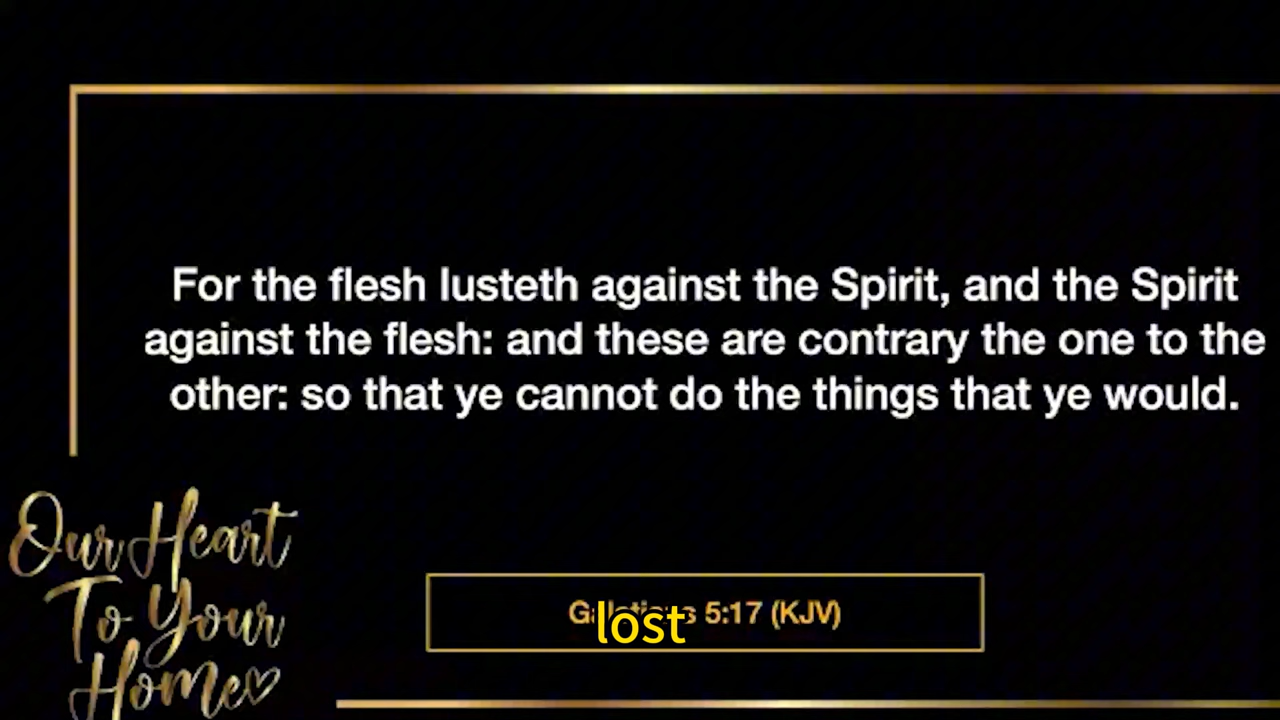 For the flesh lusteth against the Spirit, and the Spirit
against the flesh: and these are contrary the one to the
other: so that ye cannot do the things that ye would.
Our Heart
To Your
Home
5:17 (KJV)
lost